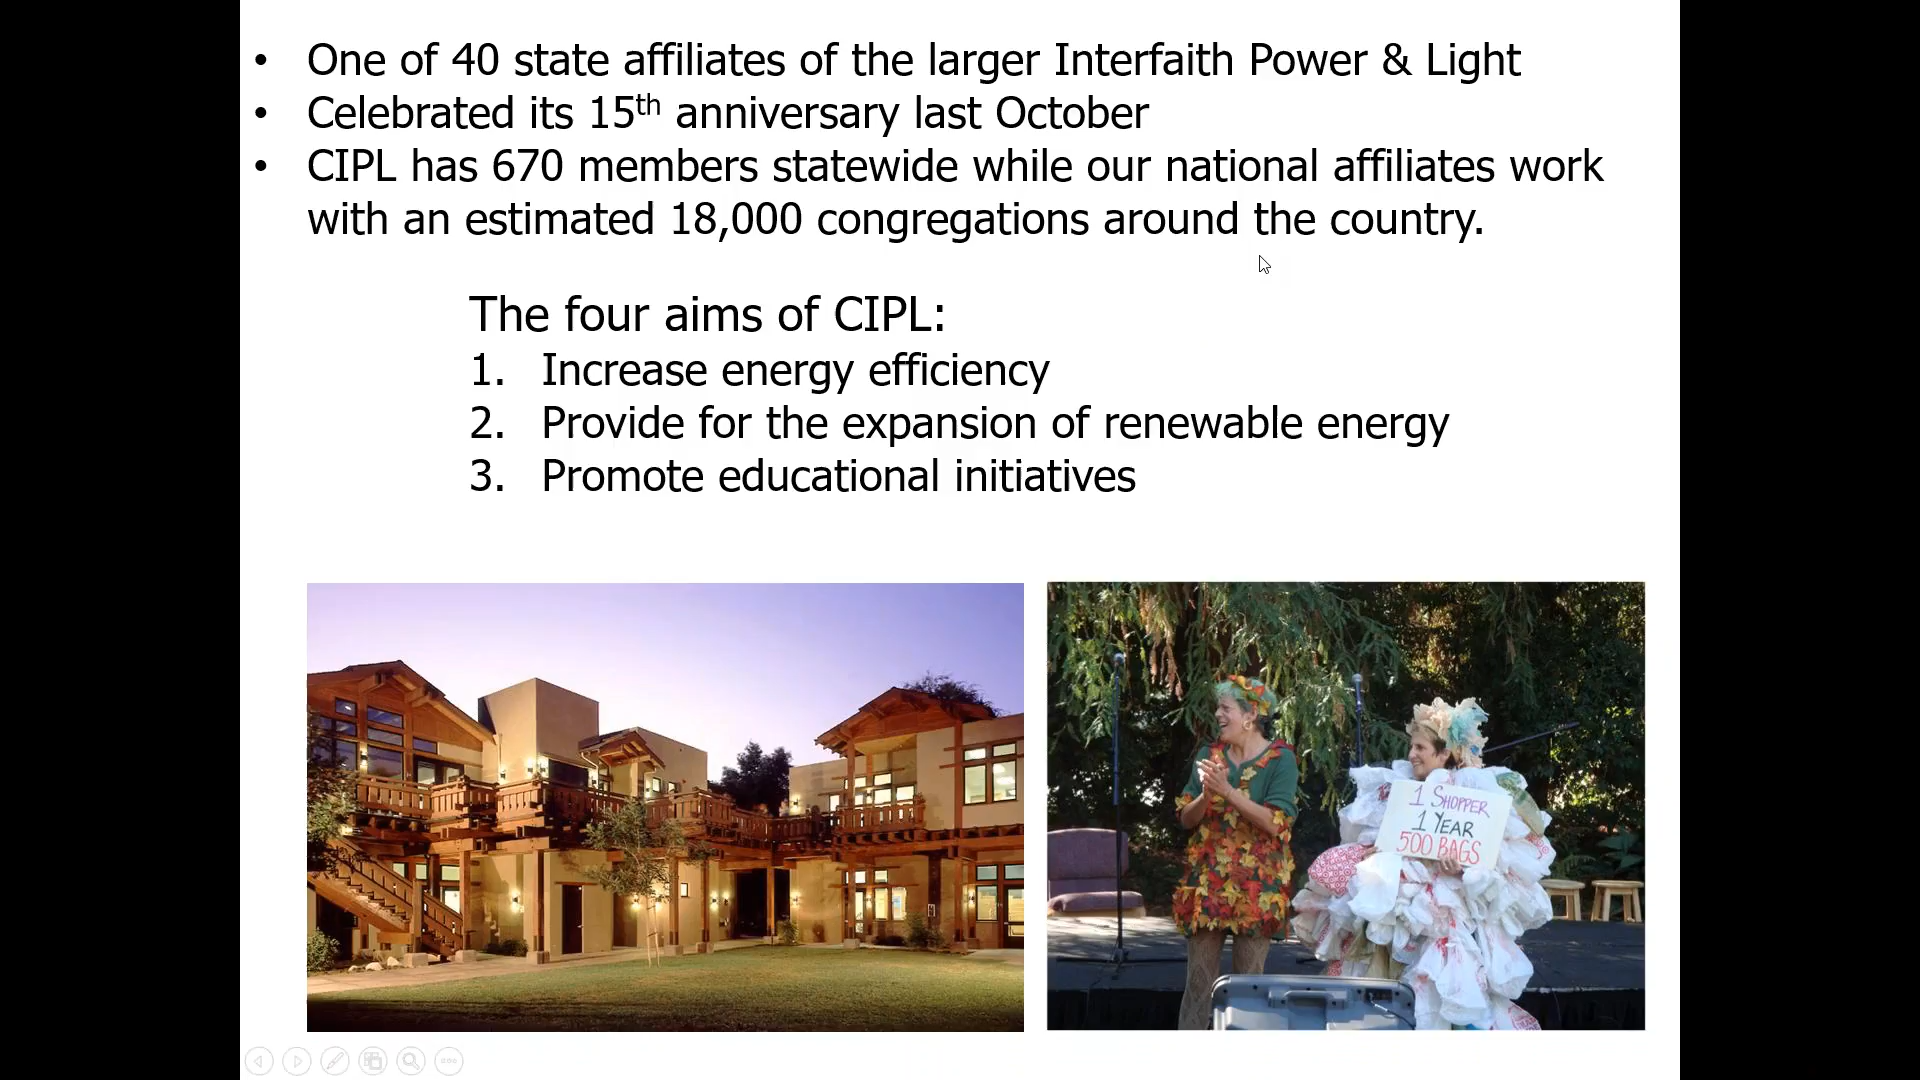 • One of 40 state affiliates of the larger Interfaith Power & Light
• Celebrated its 15th anniversary last October
• CIPL has 670 members statewide while our national affiliates work
with an estimated 18,000 congregations around the country.
The four aims of CIPL:
1. Increase energy efficiency
2. Provide for the expansion of renewable energy
3. Promote educational initiatives
1 SHOPPER
1 YEAR
500 BAGS